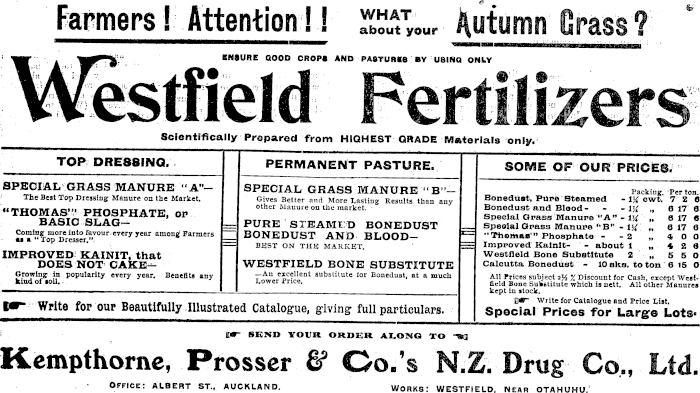 Farmers! Attention!!
WHAT about your
Autumn Grass?
ENSURE GOOD CROPS AND PASTURES BY USING ONLY
Westfield Fertilizers
Scientifically Prepared from HIGHEST GRADE Materials only.
TOP DRESSING.
SPECIAL GRASS MANURE "A"—
The Best Top Dressing Manure on the Market.
"THOMAS" PHOSPHATE, or
BASIC SLAG—
Coming more into favour every year among Farmers
as a "Top Dresser."
IMPROVED KAINIT, that
DOES NOT CAKE—
Growing in popularity every year. Benefits any
kind of soil.
PERMANENT PASTURE.
SPECIAL GRASS MANURE "B"—
Gives Better and More Lasting Results than any
other Manure on the market.
PURE STEAMED BONEDUST
BONEDUST AND BLOOD—
BEST ON THE MARKET.
WESTFIELD BONE SUBSTITUTE
—An excellent substitute for Bonedust, at a much
Lower Price.
SOME OF OUR PRICES.
Packing. Per ton.
Bonedust, Pure Steamed - 1¼ cwt. 7 2 6
Bonedust and Blood - - 1¼ „ 6 17 6
Special Grass Manure "A" - 1¼ „ 6 17 6
Special Grass Manure "B" - 1¼ „ 6 17 6
"Thomas" Phosphate - - 2 „ 4 0 0
Improved Kainit- - about 1 „ 4 2 6
Westfield Bone Substitute 2 „ 5 5 0
Calcutta Bonedust - 10 sks. to ton 6 15 0
All Prices subject 2½ % Discount for Cash, except West-
field Bone Substitute which is nett. All other Manures
kept in stock.
Write for Catalogue and Price List.
Special Prices for Large Lots.
Write for our Beautifully Illustrated Catalogue, giving full particulars.
SEND YOUR ORDER ALONG TO
Kempthorne, Prosser & Co.'s N.Z. Drug Co., Ltd.
OFFICE: ALBERT ST., AUCKLAND.
WORKS: WESTFIELD, NEAR OTAHUHU.